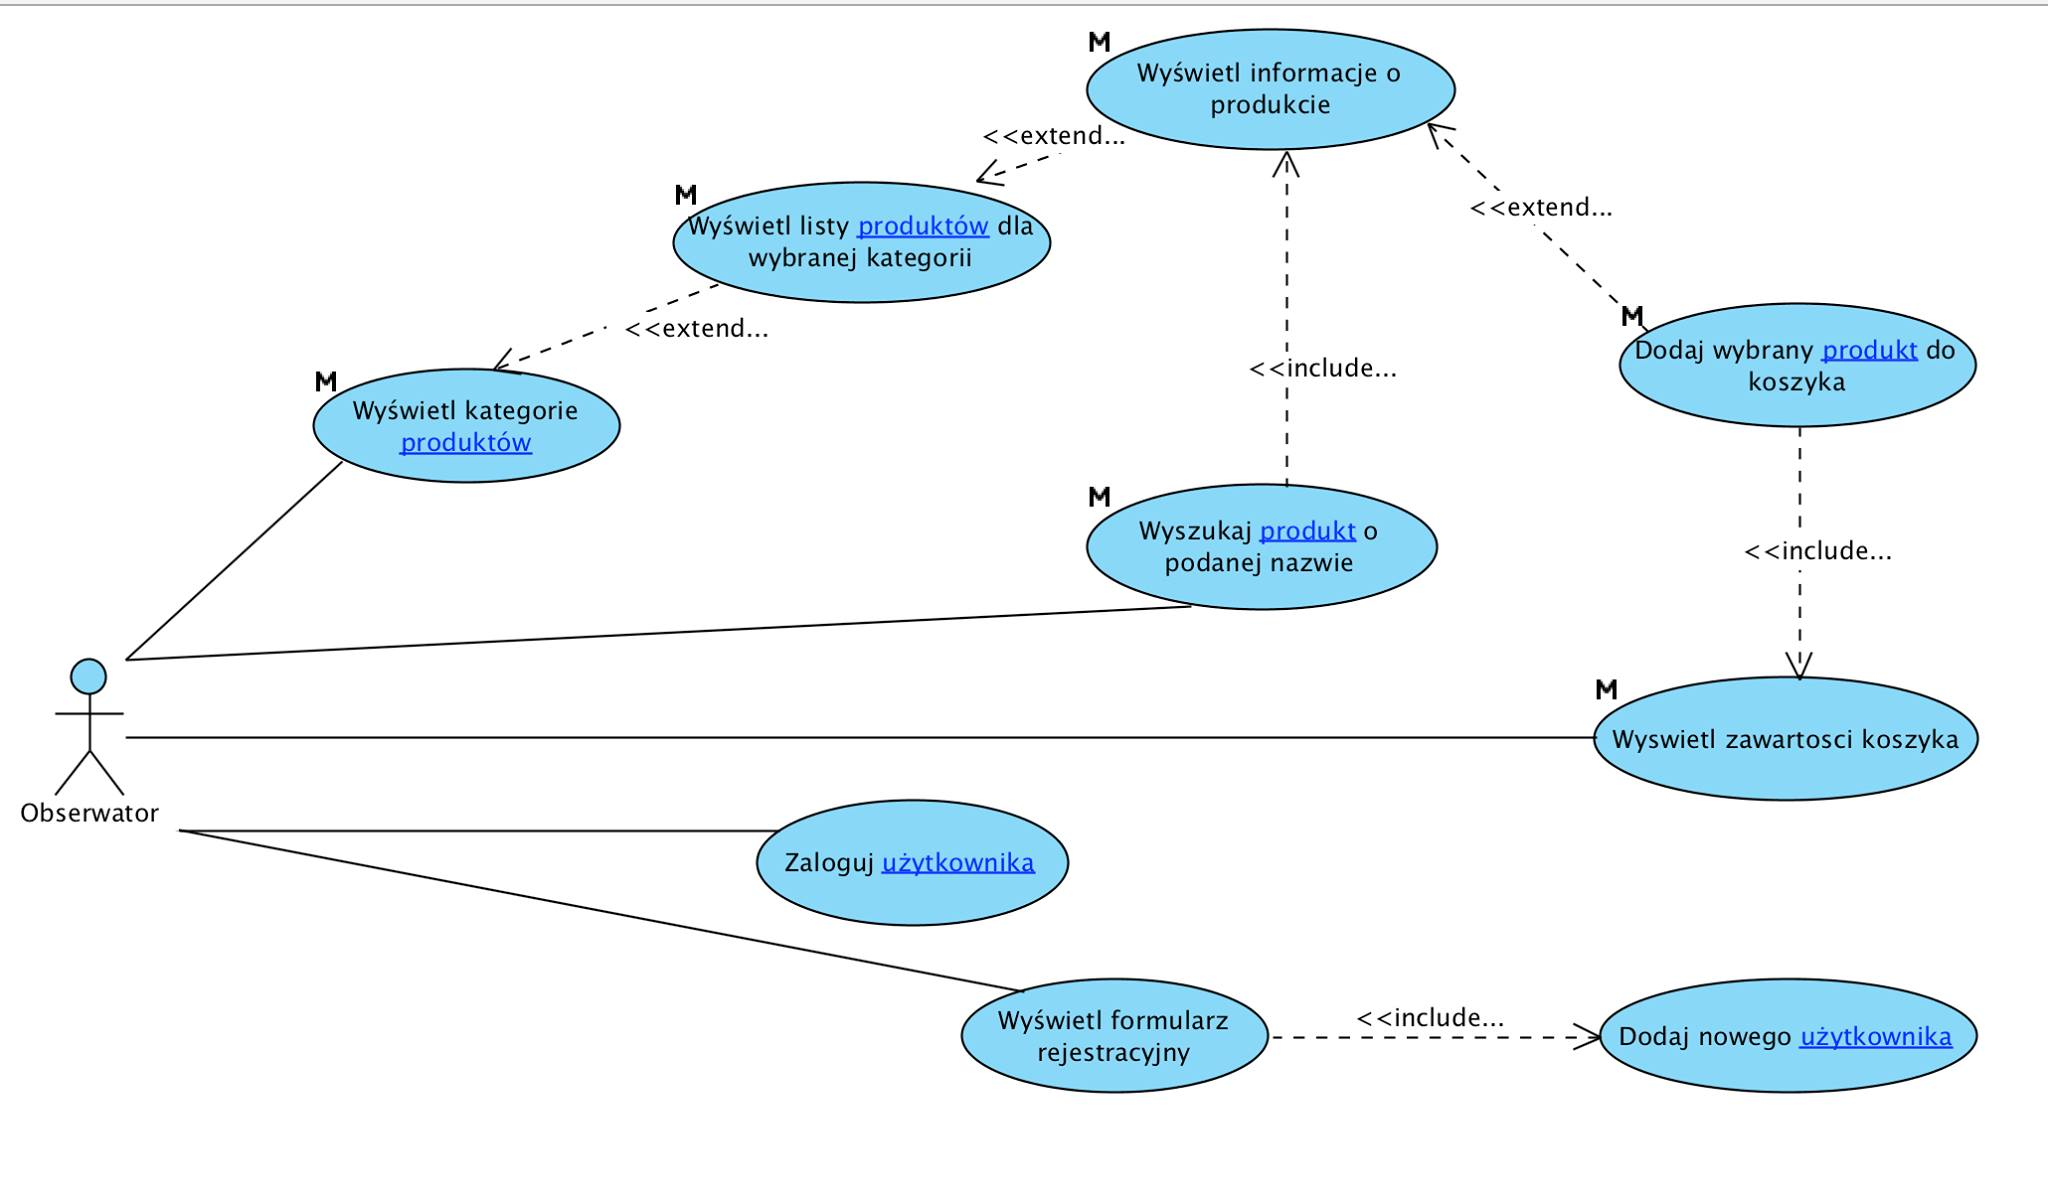 M
Wyświetl informacje o
produkcie
<<extend...
M
Wyświetl listy produktów dla
wybranej kategorii
<<extend...
<<extend...
M
Dodaj wybrany produkt do
koszyka
M
Wyświetl kategorie
produktów
<<include...
M
Wyszukaj produkt o
podanej nazwie
<<include...
M
Wyswietl zawartosci koszyka
Obserwator
Zaloguj użytkownika
Wyświetl formularz
rejestracyjny
<<include...
Dodaj nowego użytkownika